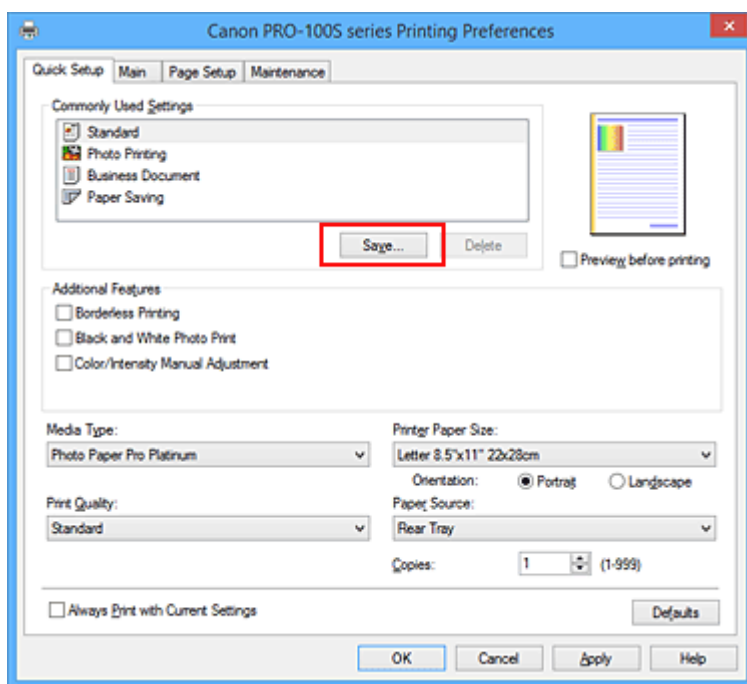 Canon PRO-100S series Printing Preferences
Quick Setup Main Page Setup Maintenance
Commonly Used Settings
Standard
Photo Printing
Business Document
Paper Saving
Save... Delete
Preview before printing
Additional Features
Borderless Printing
Black and White Photo Print
Color/Intensity Manual Adjustment
Media Type: Printer Paper Size:
Photo Paper Pro Platinum Letter 8.5"x11" 22x28cm
Orientation: Portrait Landscape
Print Quality: Paper Source:
Standard Rear Tray
Copies: 1 (1-999)
Always Print with Current Settings Defaults
OK Cancel Apply Help